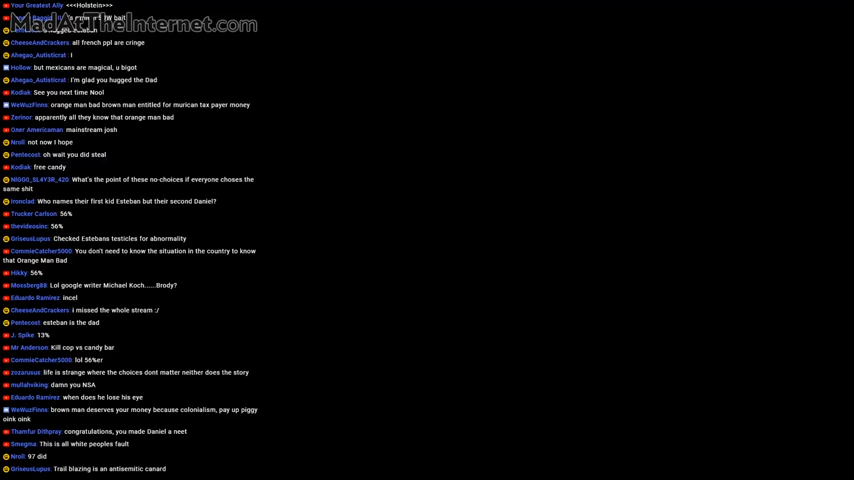 Your Greatest Ally <<<Holstein>>>
MadAtTheInternet.com
CheeseAndCrackers: all french ppl are cringe
Ahegao_Autisticrat: I
Hollow: but mexicans are magical, u bigot
Ahegao_Autisticrat: I'm glad you hugged the Dad
Kodiak: See you next time Nool
WeWuzFinns: orange man bad brown man entitled for murican tax payer money
Zerinor: apparently all they know that orange man bad
Олег Americaman: mainstream josh
Nroll: not now I hope
Pentecost: oh wait you did steal
Kodiak: free candy
NIGG0_SL4Y3R_420: What's the point of these no-choices if everyone choses the
same shit
Ironclad: Who names their first kid Esteban but their second Daniel?
Trucker Carlson: 56%
thevideosinc: 56%
GriseusLupus: Checked Estebans testicles for abnormality
CommieCatcher5000: You don't need to know the situation in the country to know
that Orange Man Bad
Hikky: 56%
Mossberg88: Lol google writer Michael Koch......Brody?
Eduardo Ramirez: incel
CheeseAndCrackers: i missed the whole stream :/
Pentecost: esteban is the dad
J. Spike: 13%
Mr Anderson: Kill cop vs candy bar
CommieCatcher5000: lol 56%er
zozarusus: life is strange where the choices dont matter neither does the story
mullahviking: damn you NSA
Eduardo Ramirez: when does he lose his eye
WeWuzFinns: brown man deserves your money because colonialism, pay up piggy
oink oink
Thamfur Dithpray: congratulations, you made Daniel a neet
Smegma: This is all white peoples fault
Nroll: 97 did
GriseusLupus: Trail blazing is an antisemitic canard